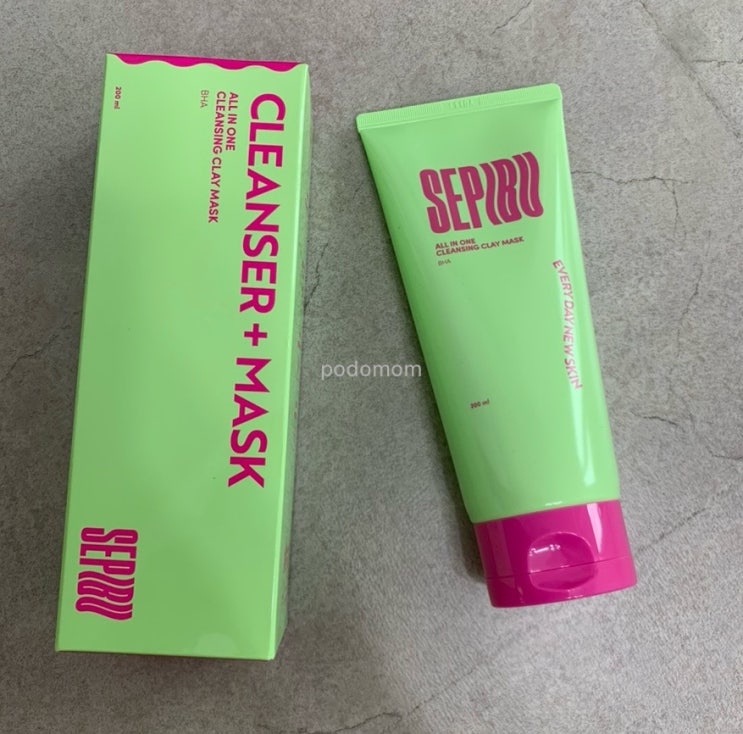 CLEANSER + MASK
ALL IN ONE
CLEANSING CLAY MASK
BHA
200 ml
SEPIBU
SEPIBU
ALL IN ONE
CLEANSING CLAY MASK
BHA
EVERY DAY NEW SKIN
200 ml
podomom